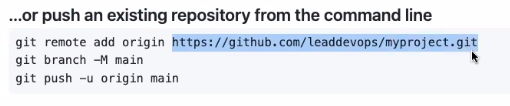 ...or push an existing repository from the command line
git remote add origin https://github.com/leaddevops/myproject.git
git branch -M main
git push -u origin main